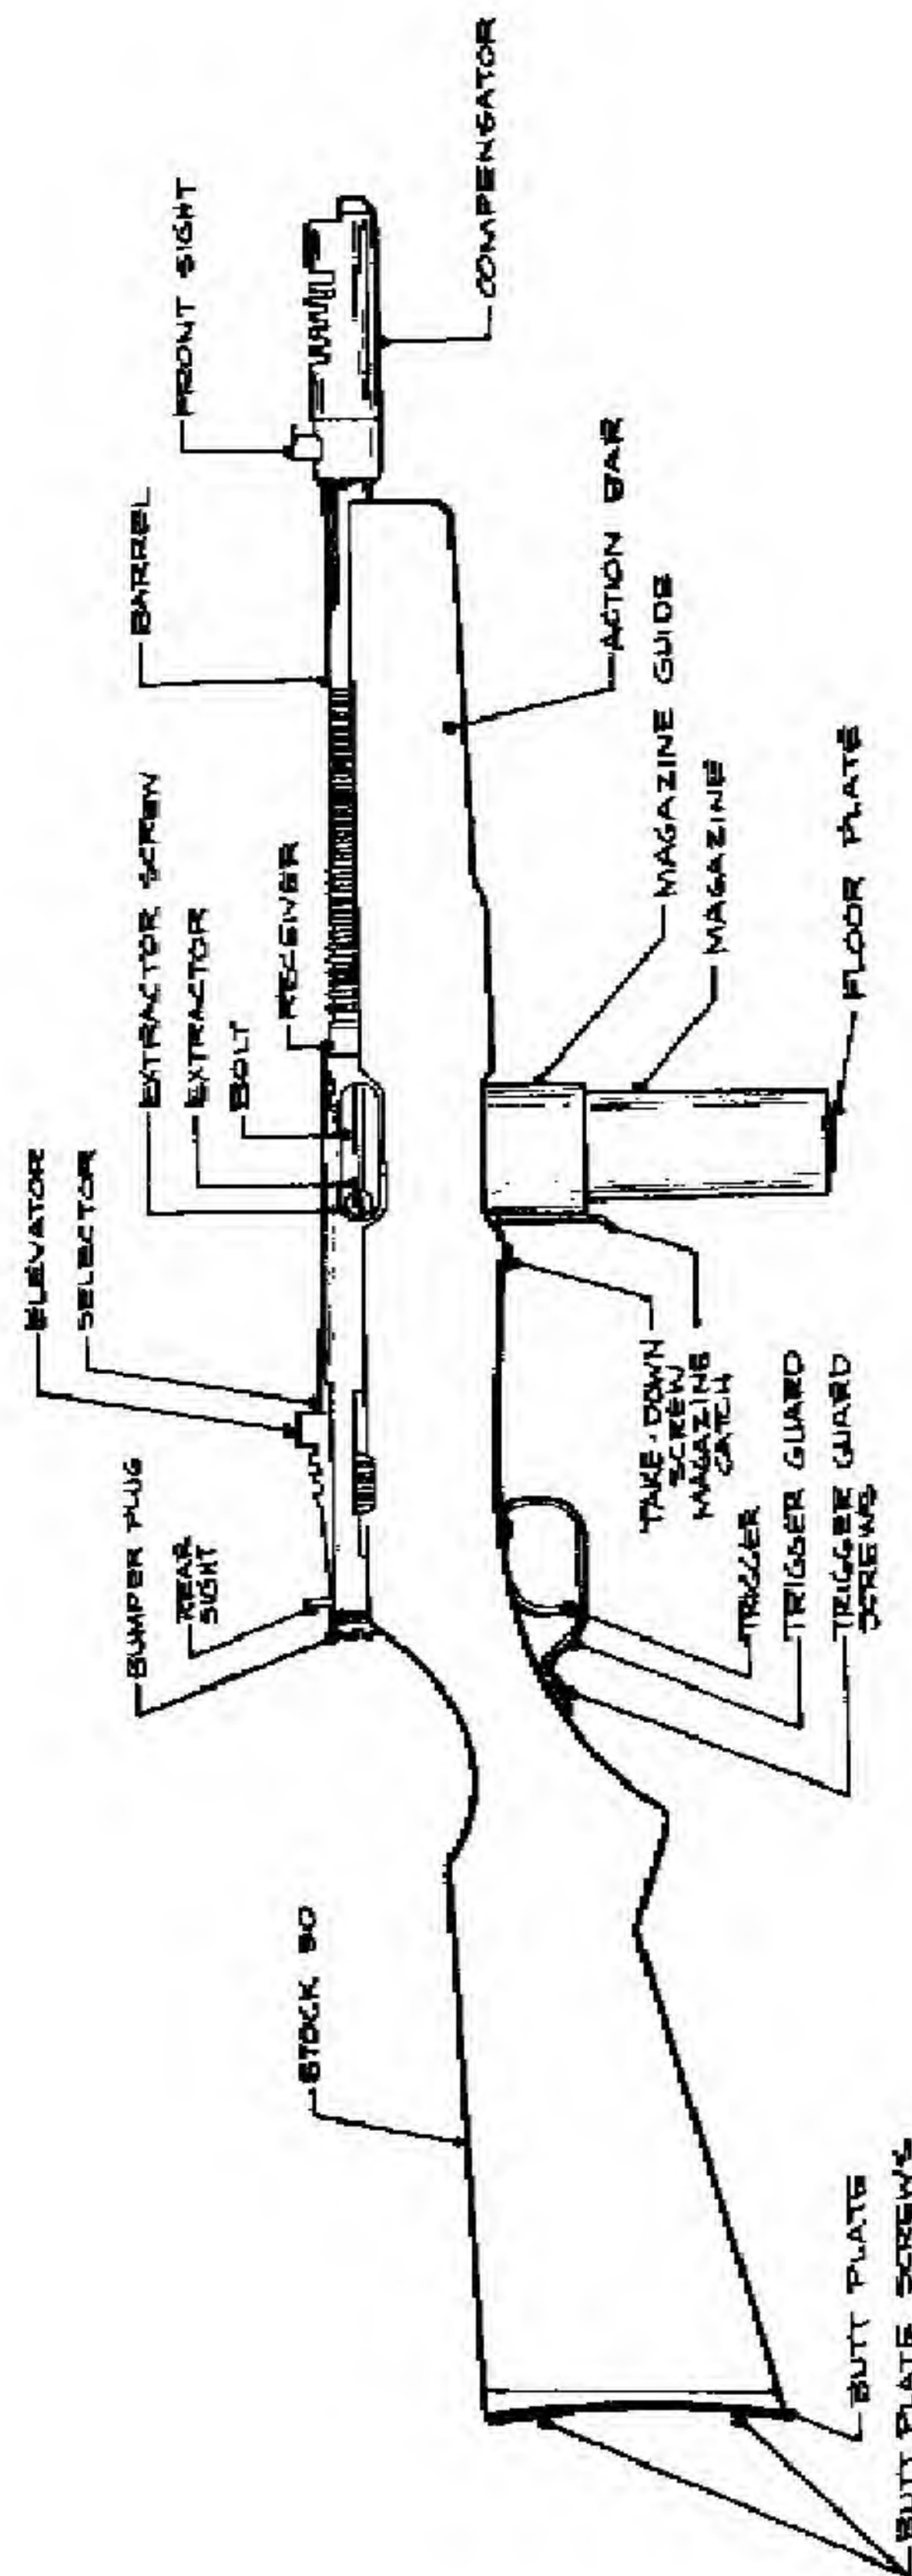 COMPENSATOR
FRONT SIGHT
BARREL
ACTION BAR
MAGAZINE GUIDE
MAGAZINE
FLOOR PLATE
EXTRACTOR SCREW
EXTRACTOR
BOLT
RECEIVER
ELEVATOR
SELECTOR
BUMPER PLUG
REAR
SIGHT
TAKE-DOWN
SCREW
MAGAZINE
CATCH
TRIGGER
TRIGGER GUARD
TRIGGER GUARD
SCREWS
STOCK
BUTT PLATE
BUTT PLATE SCREWS